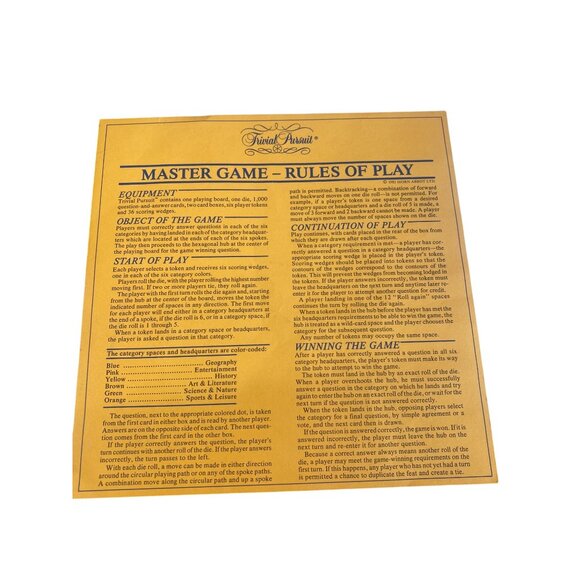 Trivial Pursuit®
MASTER GAME – RULES OF PLAY
© 1981 HORN ABBOT LTD.
EQUIPMENT
Trivial Pursuit™ contains one playing board, one die, 1,000
question-and-answer cards, two card boxes, six player tokens
and 36 scoring wedges.
OBJECT OF THE GAME
Players must correctly answer questions in each of the six
categories by having landed in each of the category headquar-
ters which are located at the ends of each of the six spokes.
The play then proceeds to the hexagonal hub at the center of
the playing board for the game winning question.
START OF PLAY
Each player selects a token and receives six scoring wedges,
one in each of the six category colors.
Players roll the die, with the player rolling the highest number
moving first. If two or more players tie, they roll again.
The player with the first turn rolls the die again and, starting
from the hub at the center of board, moves the token the
indicated number of spaces in any direction. The first move
for each player will end either in a category headquarters at the
end of a spoke, if the die roll is 6, or in a category space, if
the die roll is 1 through 5.
When a token lands in a category space or headquarters,
the player is asked a question in that category.
The category spaces and headquarters are color-coded:
Blue ........ Geography
Pink ........ Entertainment
Yellow ........ History
Brown ........ Art & Literature
Green ........ Science & Nature
Orange ........ Sports & Leisure
The question, next to the appropriate colored dot, is taken
from the first card in either box and is read by another player.
Answers are on the opposite side of each card. The next ques-
tion comes from the first card in the other box.
If the player correctly answers the question, the player's
turn continues with another roll of the die. If the player answers
incorrectly, the turn passes to the left.
With each die roll, a move can be made in either direction
around the circular playing path or on any of the spoke paths.
A combination move along the circular path and up a spoke
path is permitted. Backtracking—a combination of forward
and backward moves on one die roll—is not permitted. For
example, if a player's token is one space from a desired
category space or headquarters and a die roll of 5 is made, a
move of 3 forward and 2 backward cannot be made. A player
must always move the number of spaces shown on the die.
CONTINUATION OF PLAY
Play continues, with cards placed in the rear of the box from
which they are drawn after each question.
When a category requirement is met—a player has cor-
rectly answered a question in a category headquarters—the
appropriate scoring wedge is placed in the player's token.
Scoring wedges should be placed into tokens so that the
contours of the wedges correspond to the contours of the
token. This will prevent the wedges from becoming lodged in
the tokens. If the player answers incorrectly, the token must
leave the headquarters on the next turn and anytime later re-
enter it for the player to attempt another question for credit.
A player landing in one of the 12 "Roll again" spaces
continues the turn by rolling again.
When a token lands in the hub before the player has met the
six headquarters requirements to be able to win the game, the
hub is treated as a wild-card space and the player chooses the
category for the subsequent question.
Any number of tokens may occupy the same space.
WINNING THE GAME
After a player has correctly answered a question in all six
category headquarters, the player's token must make its way
to the hub to attempt to win the game.
The token must land in the hub by an exact roll of the die.
When a player overshoots the hub, he must successfully
answer a question in the category on which he lands and try
again to enter the hub on an exact roll of the die, or wait for the
next turn if the question is not answered correctly.
When the token lands in the hub, opposing players select
the category for a final question, by simple agreement or a
vote, and the next card then is drawn.
If the question is answered correctly, the game is won. If it is
answered incorrectly, the player must leave the hub on the
next turn and re-enter it for another question.
Because a correct answer always means another roll of the
die, a player may meet the game-winning requirements on the
first turn. If this happens, any player who has not yet had a turn
is permitted a chance to duplicate the feat and create a tie.